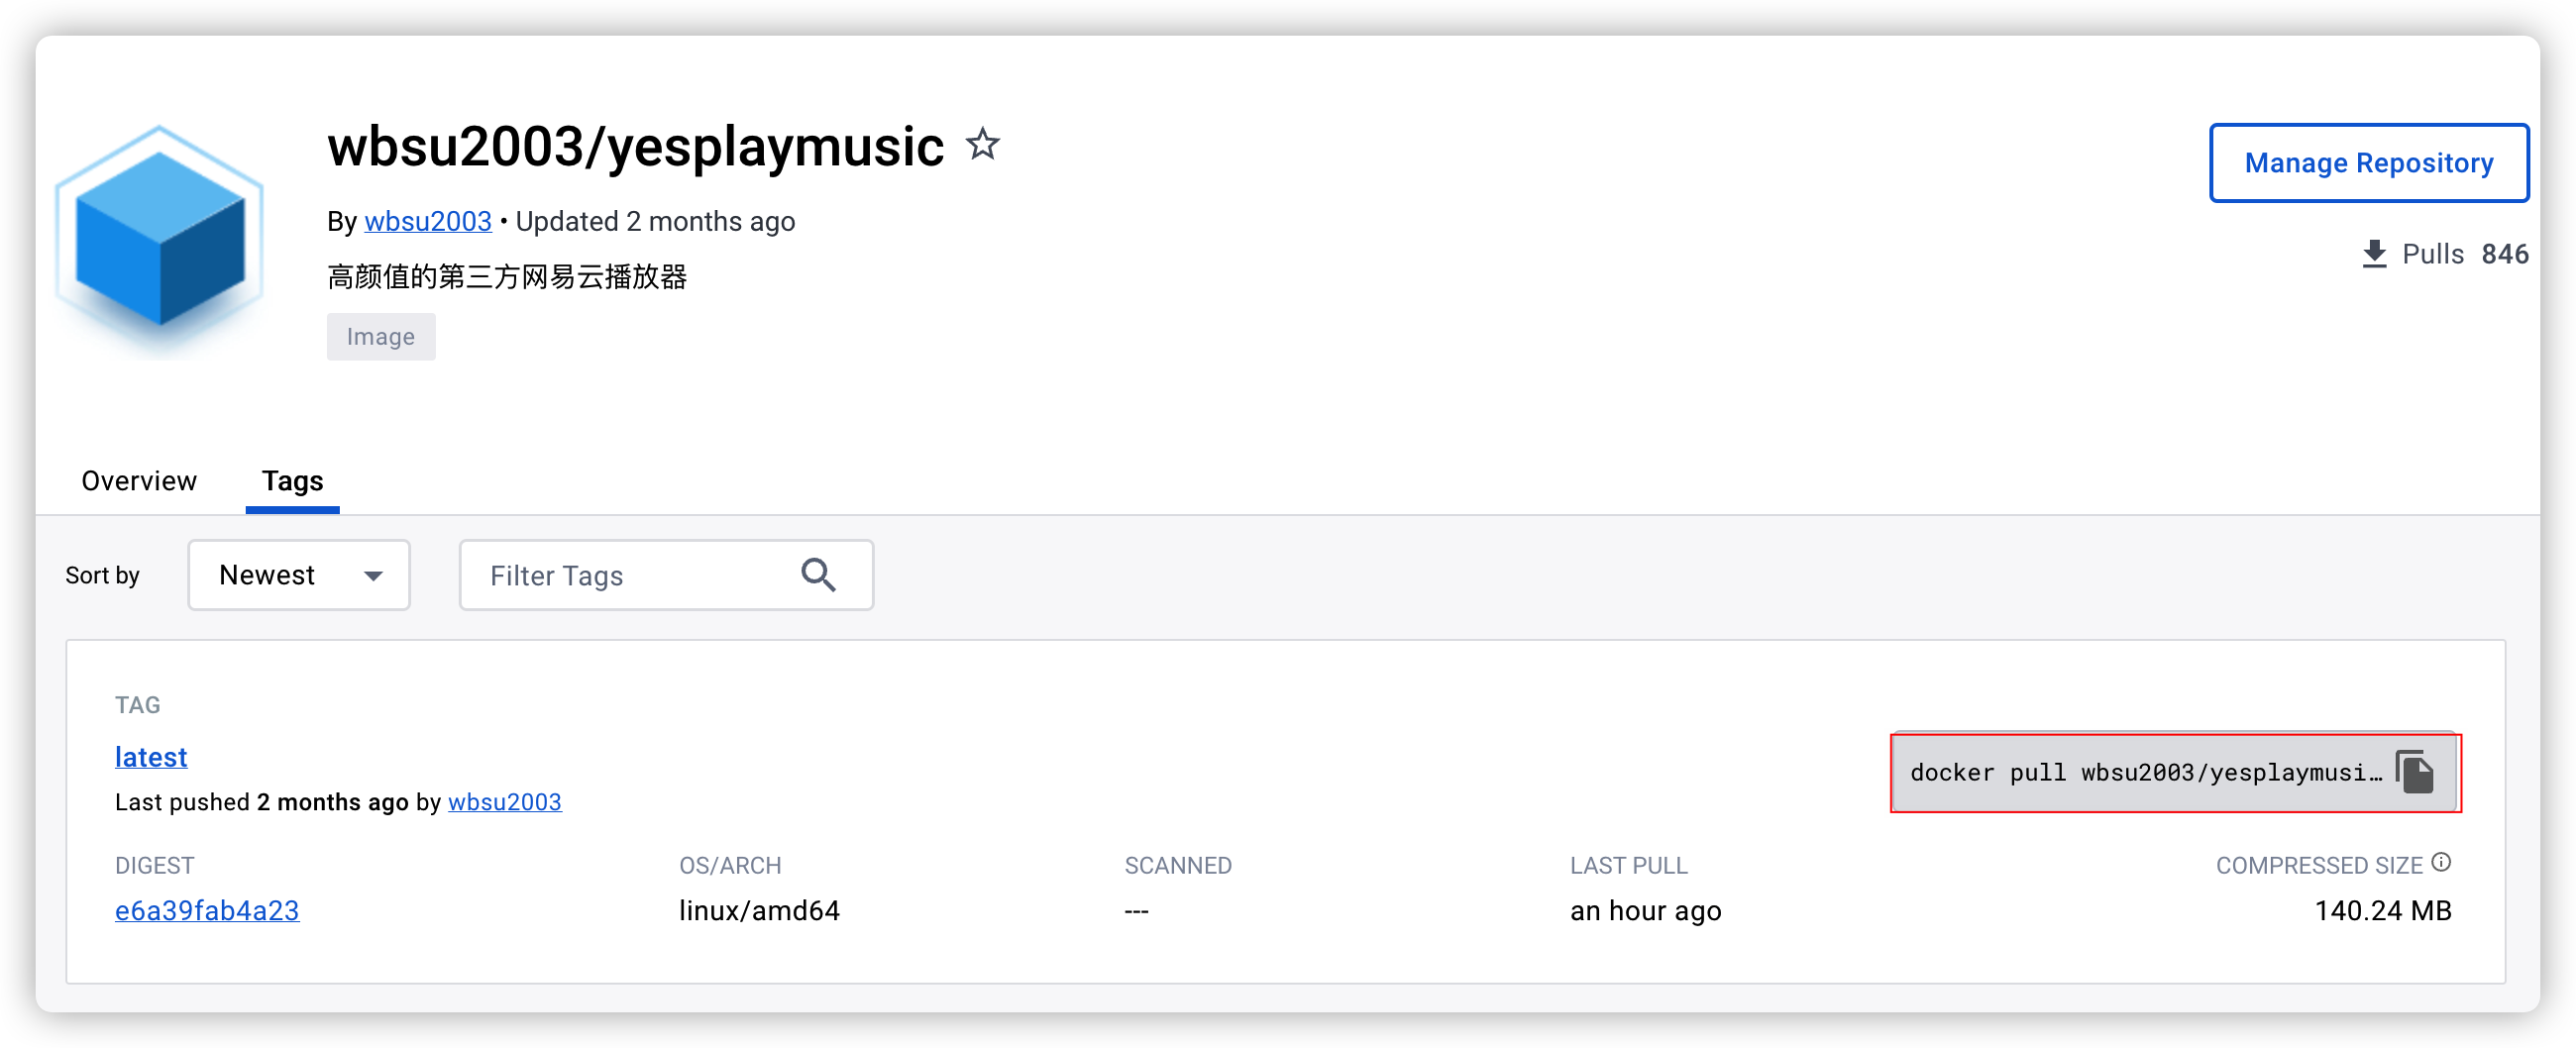 wbsu2003/yesplaymusic
Manage Repository
By wbsu2003 • Updated 2 months ago
Pulls 846
高颜值的第三方网易云播放器
Image
Overview Tags
Sort by Newest Filter Tags
TAG
latest
docker pull wbsu2003/yesplaymusi…
Last pushed 2 months ago by wbsu2003
DIGEST OS/ARCH SCANNED LAST PULL COMPRESSED SIZE
e6a39fab4a23 linux/amd64 --- an hour ago 140.24 MB